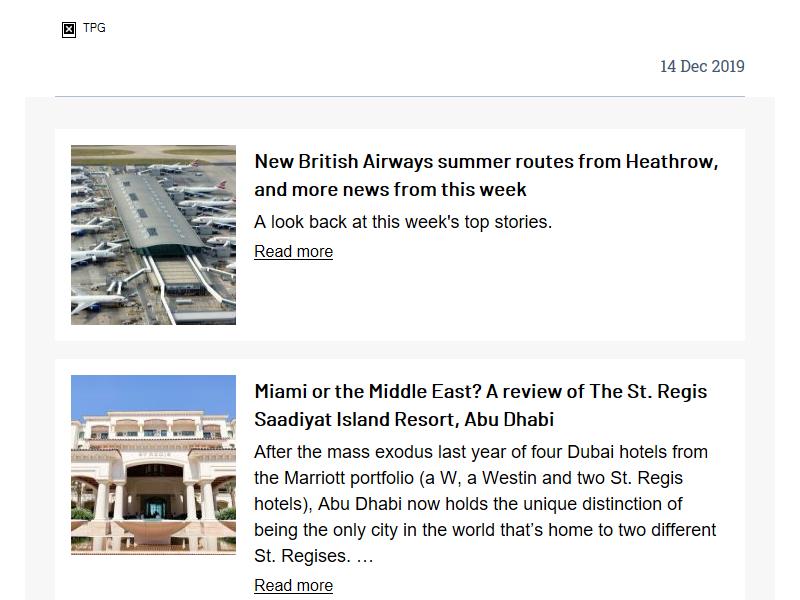 TPG
14 Dec 2019
New British Airways summer routes from Heathrow,
and more news from this week
A look back at this week's top stories.
Read more
Miami or the Middle East? A review of The St. Regis
Saadiyat Island Resort, Abu Dhabi
After the mass exodus last year of four Dubai hotels from
the Marriott portfolio (a W, a Westin and two St. Regis
hotels), Abu Dhabi now holds the unique distinction of
being the only city in the world that’s home to two different
St. Regises. …
Read more